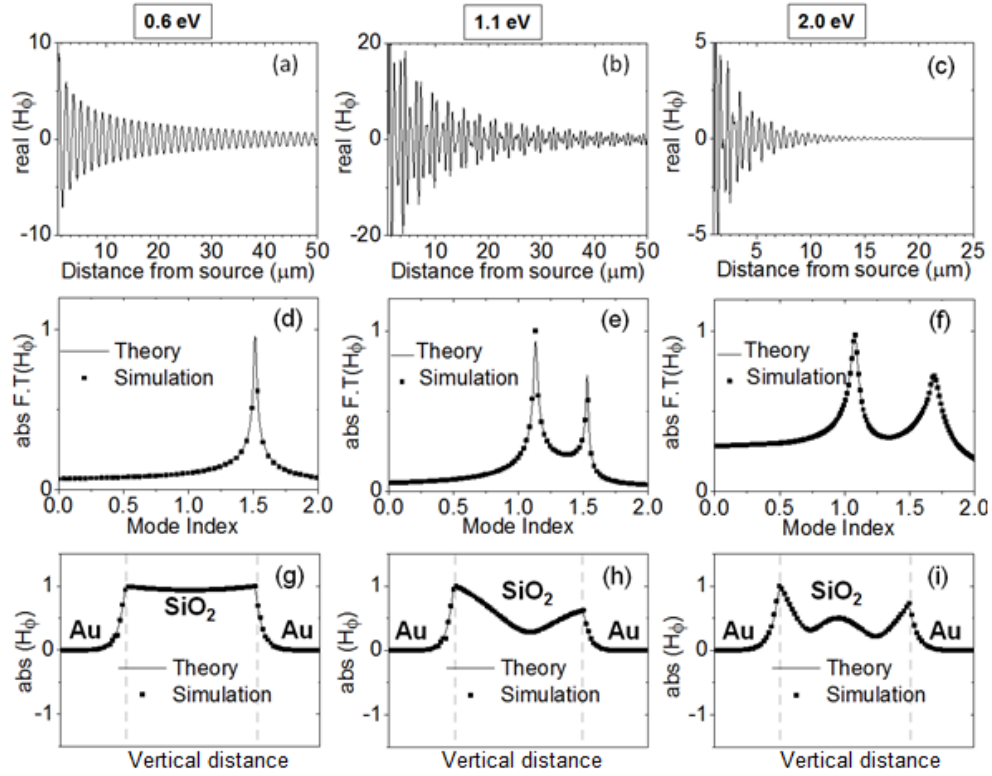 0.6 eV
1.1 eV
2.0 eV
10
0
-10
real (Hϕ)
(a)
10 20 30 40 50
Distance from source (μm)
20
0
-20
real (Hϕ)
(b)
10 20 30 40 50
Distance from source (μm)
5
0
-5
real (Hϕ)
(c)
5 10 15 20 25
Distance from source (μm)
1
0
abs F.T(Hϕ)
(d)
Theory
Simulation
0.0 0.5 1.0 1.5 2.0
Mode Index
1
0
abs F.T(Hϕ)
(e)
Theory
Simulation
0.0 0.5 1.0 1.5 2.0
Mode Index
1
0
abs F.T(Hϕ)
(f)
Theory
Simulation
0.0 0.5 1.0 1.5 2.0
Mode Index
1
0
-1
abs (Hϕ)
(g)
Au
SiO2
Au
Theory
Simulation
Vertical distance
1
0
-1
abs (Hϕ)
(h)
Au
SiO2
Au
Theory
Simulation
Vertical distance
1
0
-1
abs (Hϕ)
(i)
Au
SiO2
Au
Theory
Simulation
Vertical distance